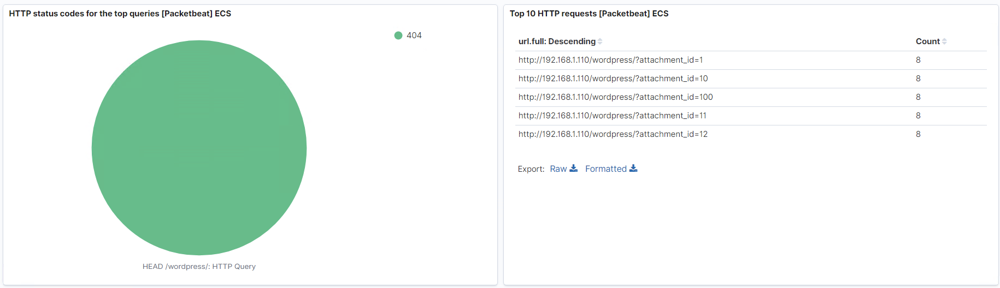 HTTP status codes for the top queries [Packetbeat] ECS
404
HEAD /wordpress/: HTTP Query
Top 10 HTTP requests [Packetbeat] ECS
url.full: Descending Count
http://192.168.1.110/wordpress/?attachment_id=1 8
http://192.168.1.110/wordpress/?attachment_id=10 8
http://192.168.1.110/wordpress/?attachment_id=100 8
http://192.168.1.110/wordpress/?attachment_id=11 8
http://192.168.1.110/wordpress/?attachment_id=12 8
Export: Raw Formatted